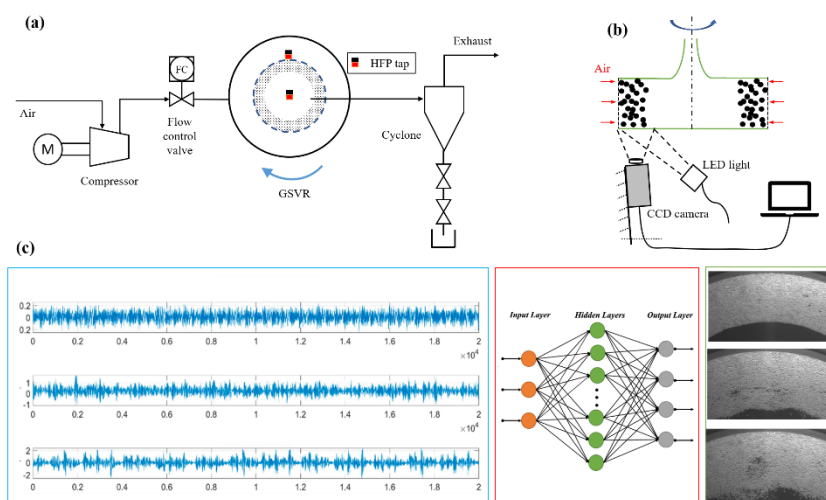 (a)
Exhaust
HFP tap
FC
Air
Flow
control
valve
M
Compressor
GSVR
Cyclone
(b)
Air
LED light
CCD camera
(c)
0.2
0
0.2
0 0.2 0.4 0.6 0.8 1 1.2 1.4 1.6 1.8 2
×10⁴
1
0
-1
0 0.2 0.4 0.6 0.8 1 1.2 1.4 1.6 1.8 2
×10⁴
2
0
-2
0 0.2 0.4 0.6 0.8 1 1.2 1.4 1.6 1.8 2
Input Layer
Hidden Layers
Output Layer